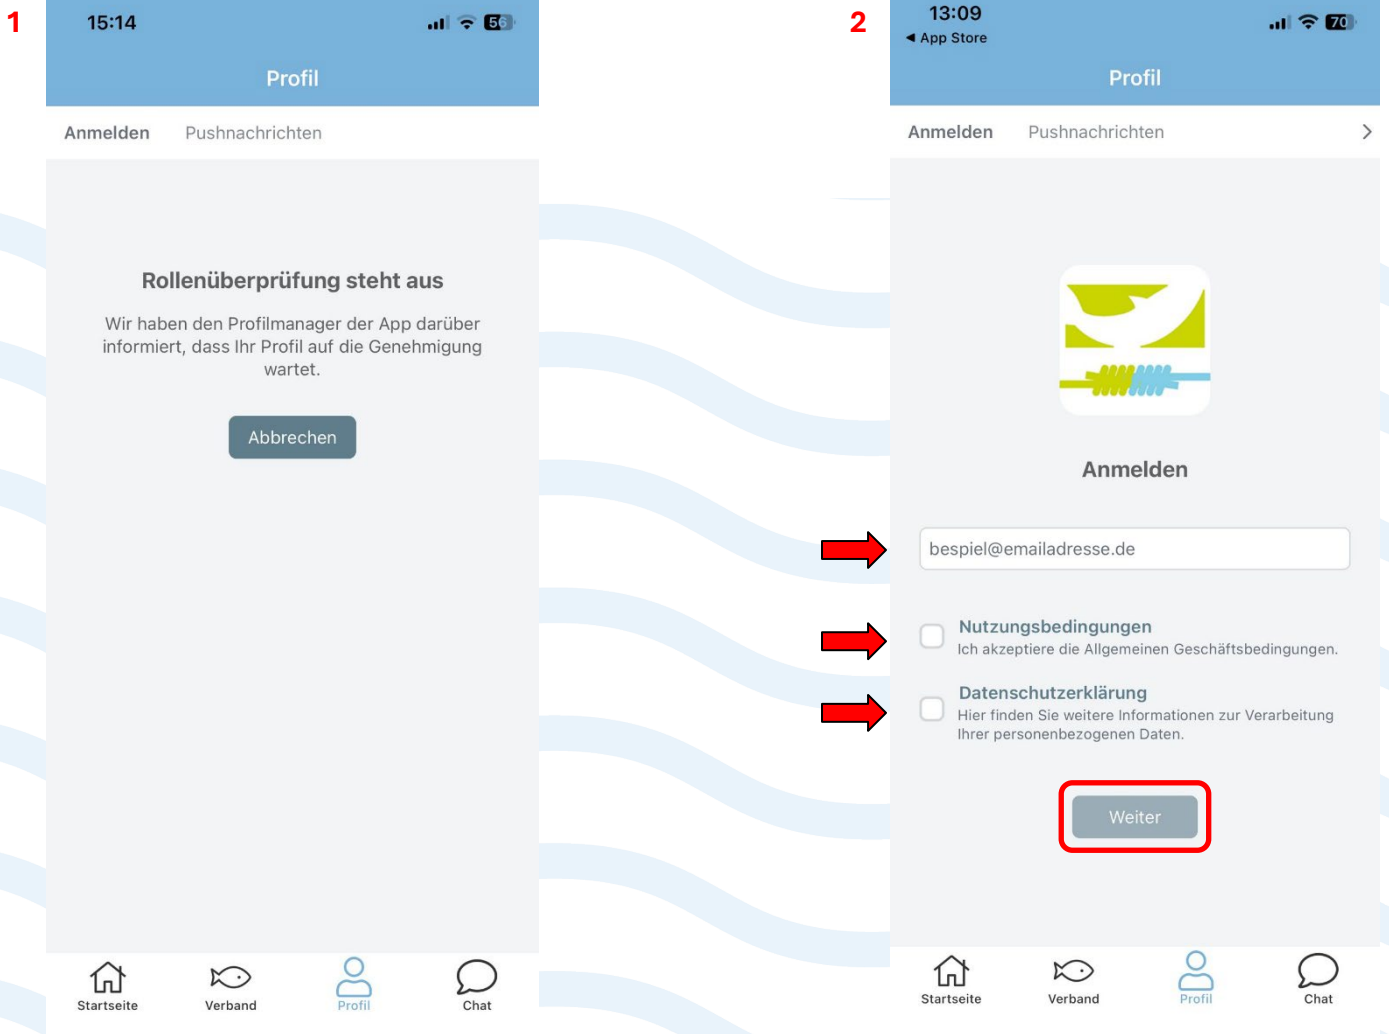 1
15:14
56
Profil
Anmelden Pushnachrichten
Rollenüberprüfung steht aus
Wir haben den Profilmanager der App darüber
informiert, dass Ihr Profil auf die Genehmigung
wartet.
Abbrechen
Startseite Verband Profil Chat
2
13:09
70
App Store
Profil
Anmelden Pushnachrichten
Anmelden
bespiel@emailadresse.de
Nutzungsbedingungen
Ich akzeptiere die Allgemeinen Geschäftsbedingungen.
Datenschutzerklärung
Hier finden Sie weitere Informationen zur Verarbeitung
Ihrer personenbezogenen Daten.
Weiter
Startseite Verband Profil Chat